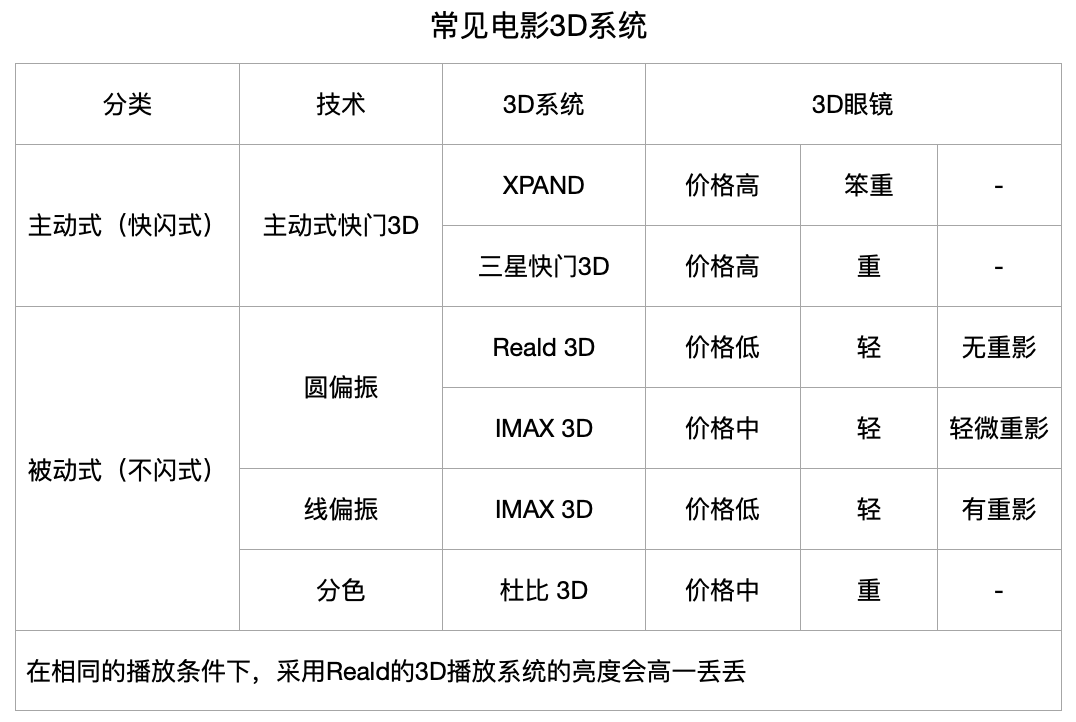 常见电影3D系统
分类 技术 3D系统 3D眼镜
主动式（快闪式） 主动式快门3D XPAND 价格高 笨重 -
三星快门3D 价格高 重 -
被动式（不闪式） 圆偏振 Reald 3D 价格低 轻 无重影
IMAX 3D 价格中 轻 轻微重影
线偏振 IMAX 3D 价格低 轻 有重影
分色 杜比 3D 价格中 重 -
在相同的播放条件下，采用Reald的3D播放系统的亮度会高一丢丢